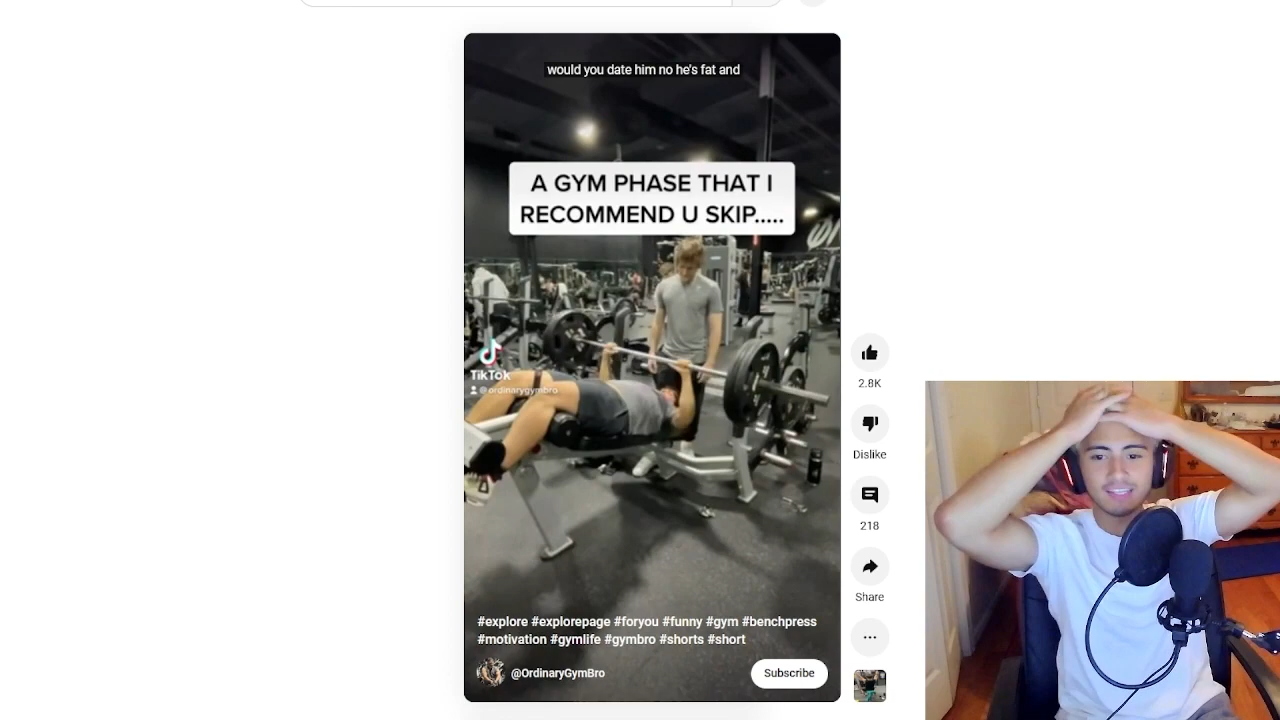 would you date him no he's fat and
A GYM PHASE THAT I
RECOMMEND U SKIP.....
TikTok
@ordinarygymbro
2.8K
Dislike
218
Share
#explore #explorepage #foryou #funny #gym #benchpress
#motivation #gymlife #gymbro #shorts #short
@OrdinaryGymBro
Subscribe